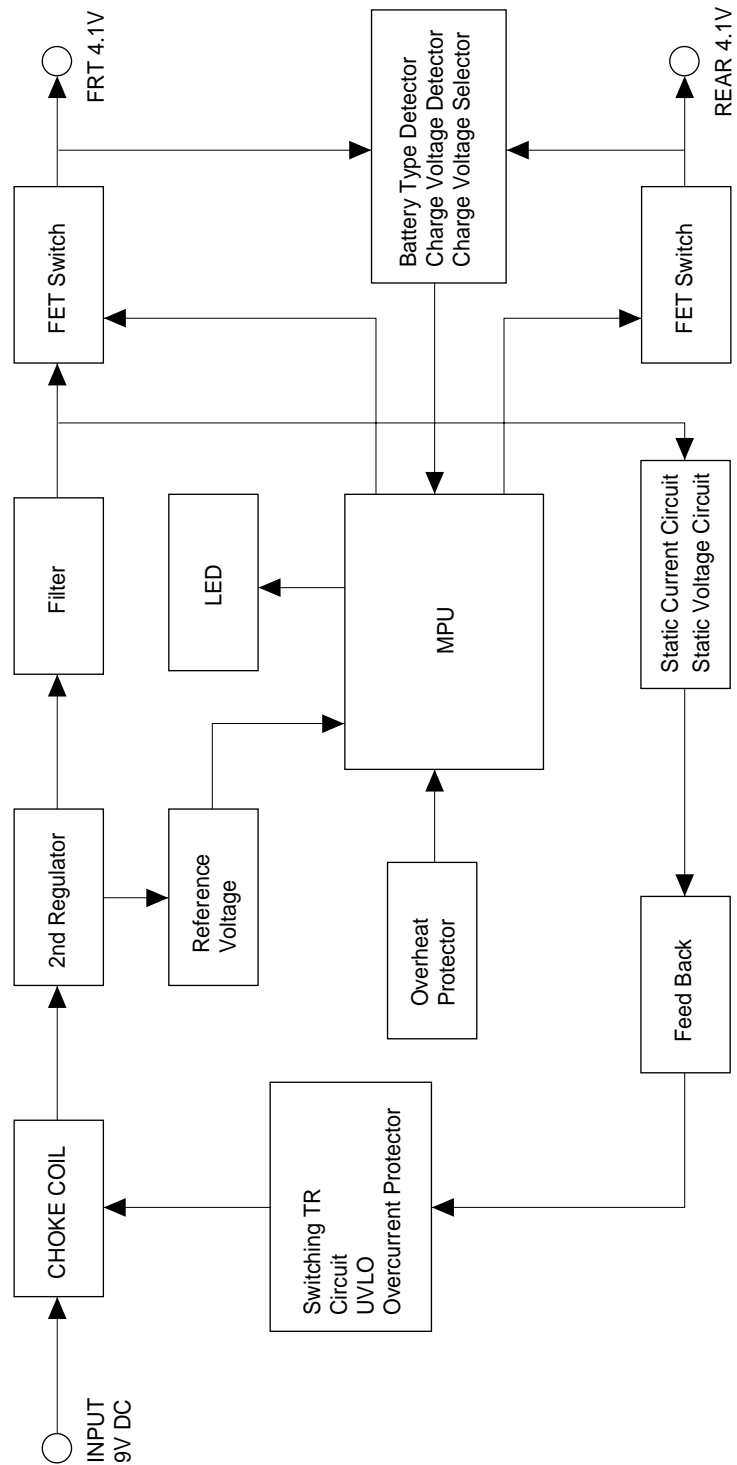 INPUT
9V DC
CHOKE COIL
2nd Regulator
Filter
FET Switch
FRT 4.1V
Reference
Voltage
LED
Switching TR
Circuit
UVLO
Overcurrent Protector
Overheat
Protector
MPU
Battery Type Detector
Charge Voltage Detector
Charge Voltage Selector
Feed Back
Static Current Circuit
Static Voltage Circuit
FET Switch
REAR 4.1V